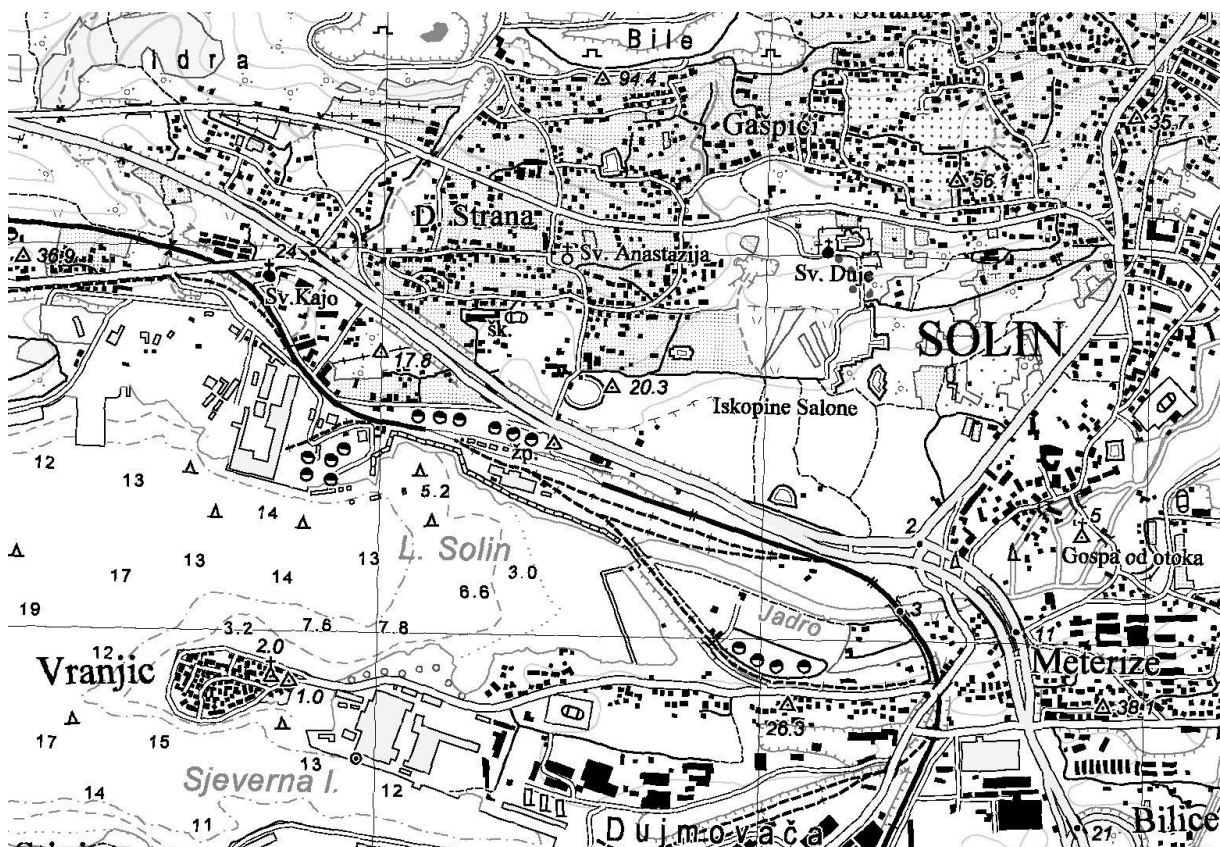 Sr. Strana
Bile
idra
94.4
Gašpići
35.7
56.1
D. Strana
24
Sv. Anastazija
36.9
Sv. Duje
Sv. Kajo
šk.
SOLIN
17.8
20.3
Iskopine Salone
žp.
12
13
5.2
14
5
2
L. Solin
Gospa od otoka
13
13
17
14
3.0
6.6
19
3
Jadro
3.2
7.6
7.8
11
12
2.0
Vranjic
Meterize
1.0
38.1
26.3
17
15
13
Sjeverna l.
12
14
11
Dujmovača
21
Bilice